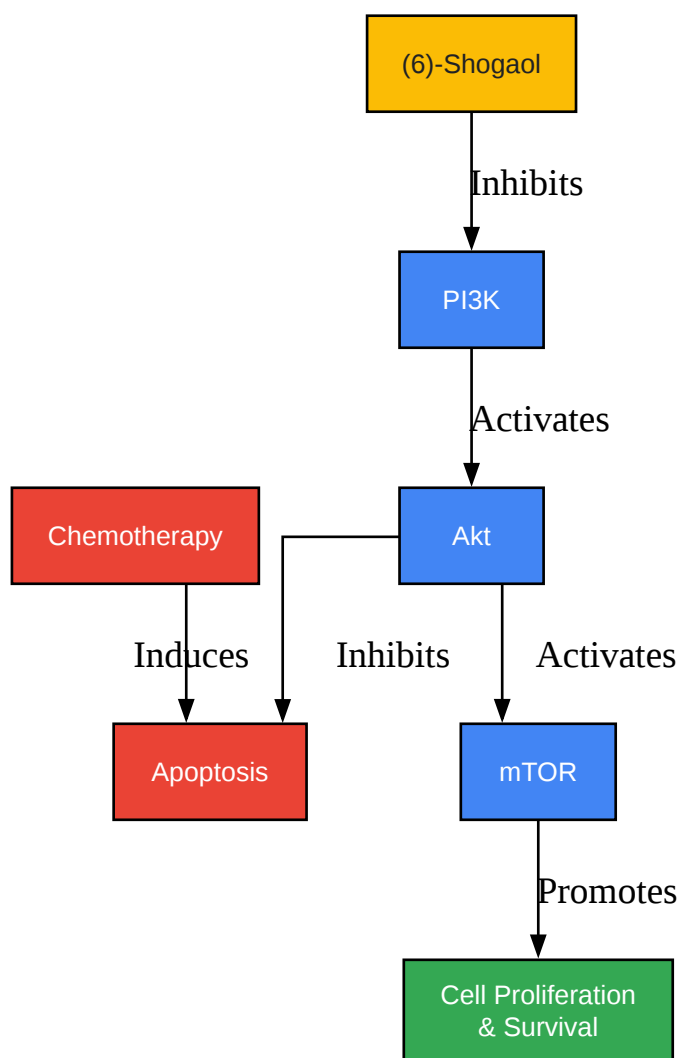 (6)-Shogaol
Inhibits
PI3K
Activates
Chemotherapy
Akt
Induces
Inhibits
Activates
Apoptosis
mTOR
Promotes
Cell Proliferation
& Survival